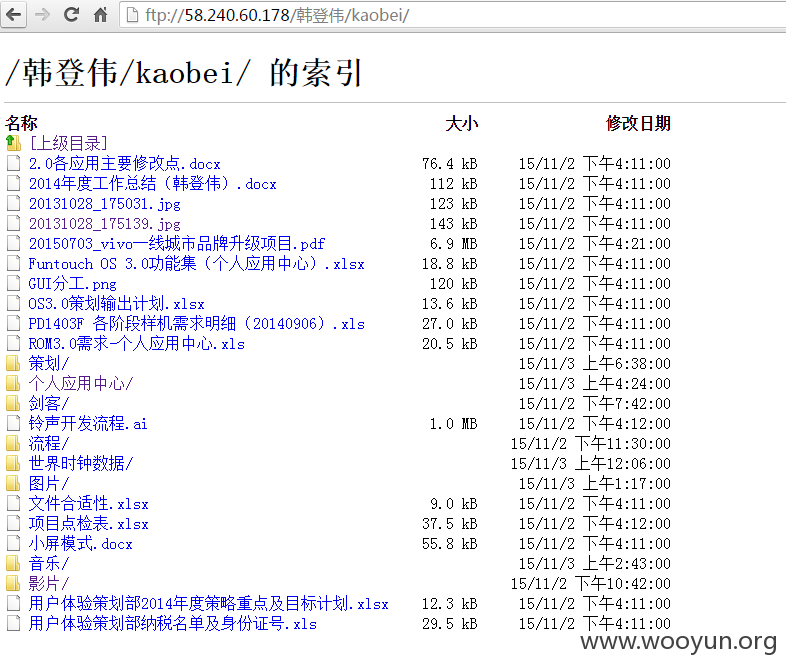 ftp://58.240.60.178/韩登伟/kaobei/
/韩登伟/kaobei/ 的索引
名称 大小 修改日期
[上级目录]
2.0各应用主要修改点.docx 76.4 kB 15/11/2 下午4:11:00
2014年度工作总结（韩登伟）.docx 112 kB 15/11/2 下午4:11:00
20131028_175031.jpg 123 kB 15/11/2 下午4:11:00
20131028_175139.jpg 143 kB 15/11/2 下午4:11:00
20150703_vivo一线城市品牌升级项目.pdf 6.9 MB 15/11/2 下午4:21:00
Funtouch OS 3.0功能集（个人应用中心）.xlsx 18.8 kB 15/11/2 下午4:11:00
GUI分工.png 120 kB 15/11/2 下午4:11:00
OS3.0策划输出计划.xlsx 13.6 kB 15/11/2 下午4:11:00
PD1403F 各阶段样机需求明细（20140906）.xls 27.0 kB 15/11/2 下午4:11:00
ROM3.0需求-个人应用中心.xls 20.5 kB 15/11/2 下午4:11:00
策划/ 15/11/3 上午6:38:00
个人应用中心/ 15/11/3 上午4:24:00
剑客/ 15/11/2 下午7:42:00
铃声开发流程.ai 1.0 MB 15/11/2 下午4:12:00
流程/ 15/11/2 下午11:30:00
世界时钟数据/ 15/11/3 上午12:06:00
图片/ 15/11/3 上午1:17:00
文件合适性.xlsx 9.0 kB 15/11/2 下午4:11:00
项目点检表.xlsx 37.5 kB 15/11/2 下午4:12:00
小屏模式.docx 55.8 kB 15/11/2 下午4:11:00
音乐/ 15/11/3 上午2:43:00
影片/ 15/11/2 下午10:42:00
用户体验策划部2014年度策略重点及目标计划.xlsx 12.3 kB 15/11/2 下午4:11:00
用户体验策划部纳税名单及身份证号.xls 29.5 kB 15/11/2 下午4:11:00
www.wooyun.org